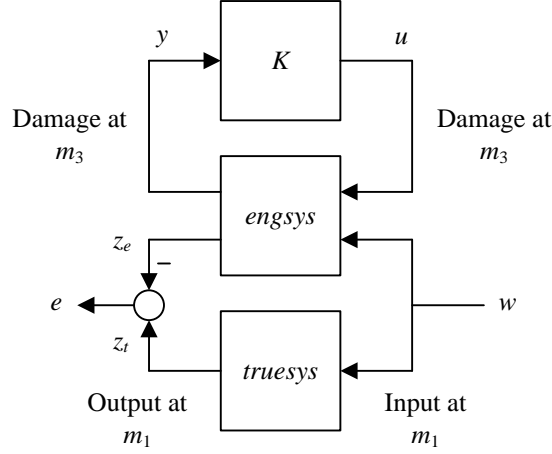 y
K
u
Damage at
m₃
Damage at
m₃
engsys
zₑ
−
e
w
zₜ
truesys
Output at
m₁
Input at
m₁